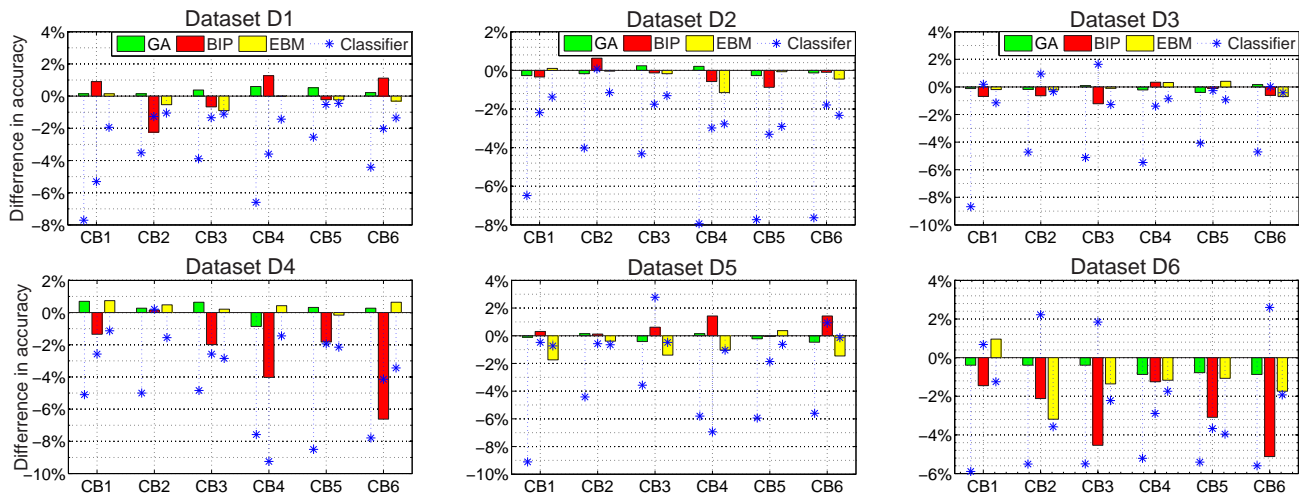 Dataset D1
Dataset D2
Dataset D3
GA BIP EBM Classifier
GA BIP EBM Classifier
GA BIP EBM Classifier
Difference in accuracy
4%
2%
0%
−2%
−4%
−6%
−8%
CB1 CB2 CB3 CB4 CB5 CB6
2%
0%
−2%
−4%
−6%
−8%
CB1 CB2 CB3 CB4 CB5 CB6
4%
2%
0%
−2%
−4%
−6%
−8%
−10%
CB1 CB2 CB3 CB4 CB5 CB6
Dataset D4
Dataset D5
Dataset D6
Difference in accuracy
2%
0%
−2%
−4%
−6%
−8%
−10%
CB1 CB2 CB3 CB4 CB5 CB6
4%
2%
0%
−2%
−4%
−6%
−8%
−10%
CB1 CB2 CB3 CB4 CB5 CB6
4%
2%
0%
−2%
−4%
−6%
CB1 CB2 CB3 CB4 CB5 CB6